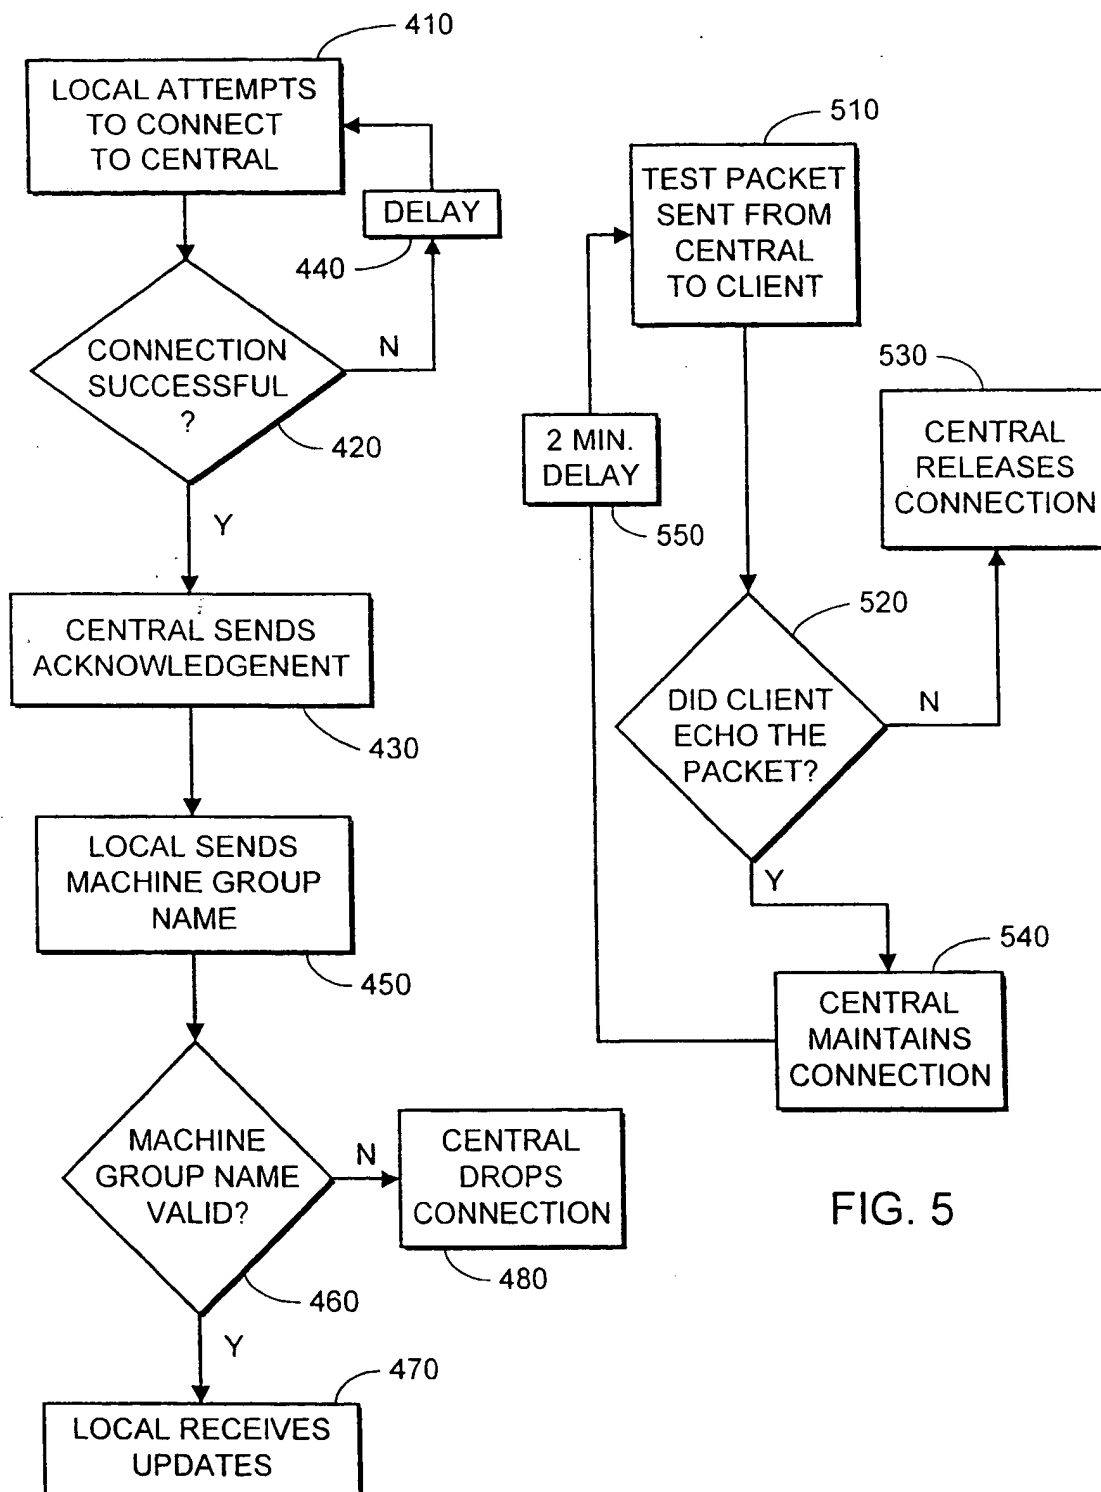 410
LOCAL ATTEMPTS
TO CONNECT
TO CENTRAL
DELAY
440
CONNECTION
SUCCESSFUL
?
N
420
Y
CENTRAL SENDS
ACKNOWLEDGENENT
430
LOCAL SENDS
MACHINE GROUP
NAME
450
MACHINE
GROUP NAME
VALID?
N
CENTRAL
DROPS
CONNECTION
480
460
Y
470
LOCAL RECEIVES
UPDATES
510
TEST PACKET
SENT FROM
CENTRAL
TO CLIENT
2 MIN.
DELAY
550
530
CENTRAL
RELEASES
CONNECTION
520
DID CLIENT
ECHO THE
PACKET?
N
Y
540
CENTRAL
MAINTAINS
CONNECTION
FIG. 5